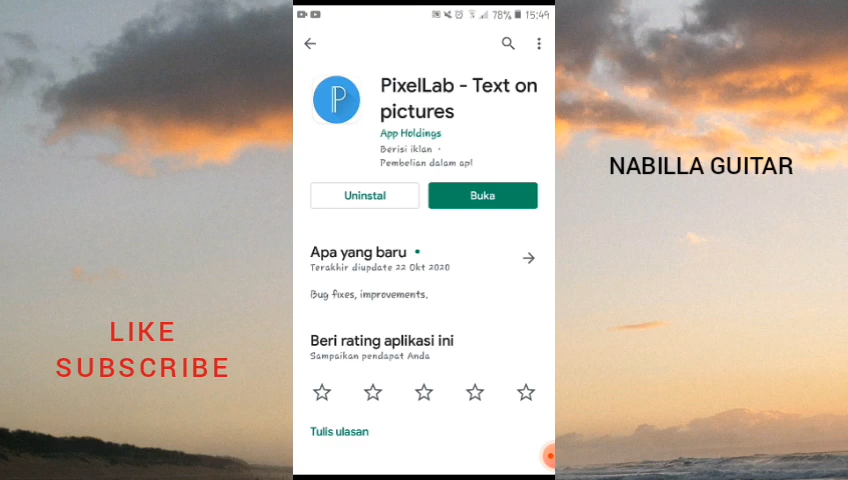 78% 15:49
PixelLab - Text on
pictures
App Holdings
Berisi iklan ·
Pembelian dalam apl
Uninstal
Buka
Apa yang baru
Terakhir diupdate 22 Okt 2020
Bug fixes, improvements.
Beri rating aplikasi ini
Sampaikan pendapat Anda
Tulis ulasan
NABILLA GUITAR
LIKE
SUBSCRIBE